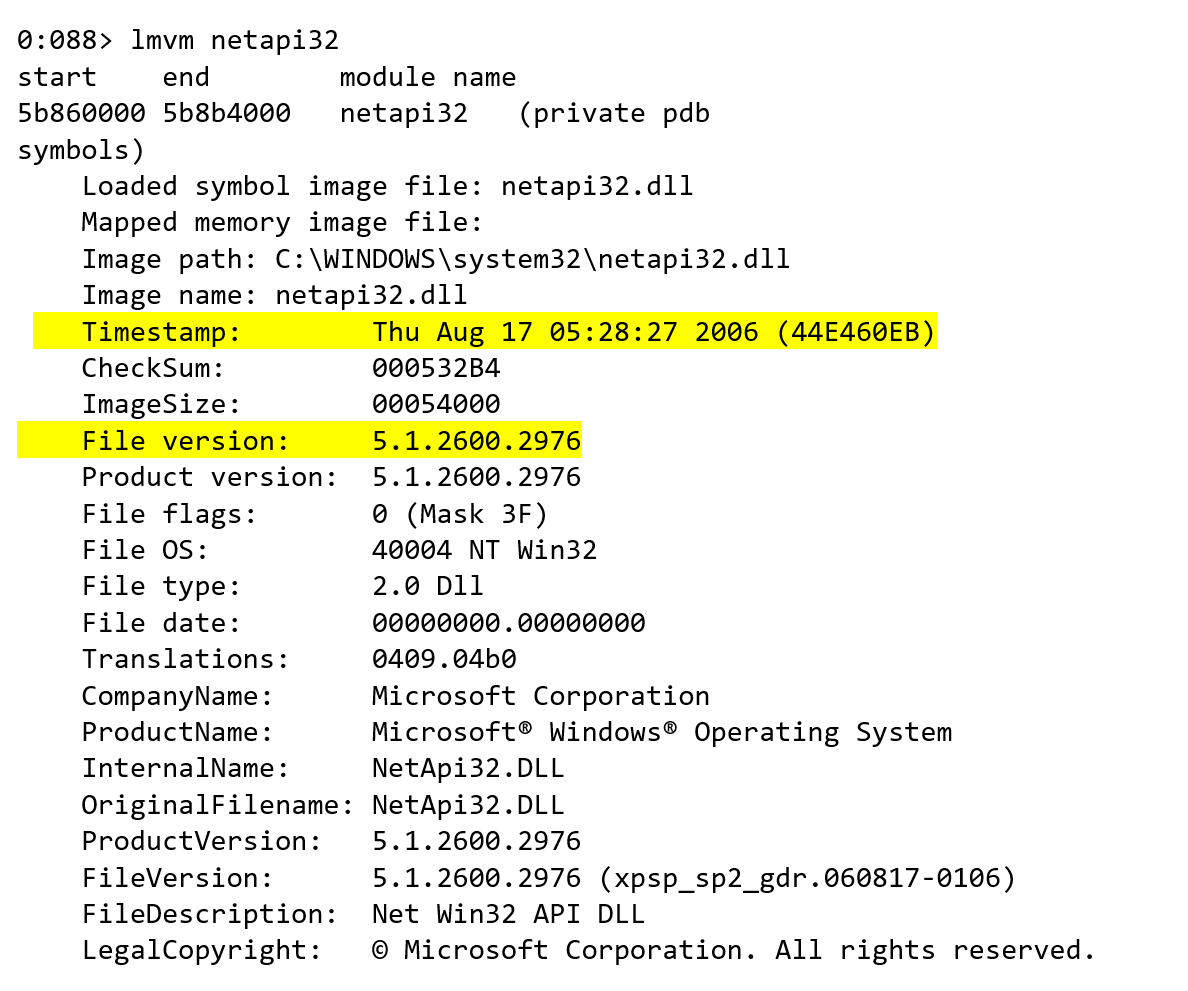 0:088> lmvm netapi32
start    end        module name
5b860000 5b8b4000   netapi32   (private pdb
symbols)
    Loaded symbol image file: netapi32.dll
    Mapped memory image file:
    Image path: C:\WINDOWS\system32\netapi32.dll
    Image name: netapi32.dll
    Timestamp:        Thu Aug 17 05:28:27 2006 (44E460EB)
    CheckSum:         000532B4
    ImageSize:        00054000
    File version:     5.1.2600.2976
    Product version:  5.1.2600.2976
    File flags:       0 (Mask 3F)
    File OS:          40004 NT Win32
    File type:        2.0 Dll
    File date:        00000000.00000000
    Translations:     0409.04b0
    CompanyName:      Microsoft Corporation
    ProductName:      Microsoft® Windows® Operating System
    InternalName:     NetApi32.DLL
    OriginalFilename: NetApi32.DLL
    ProductVersion:   5.1.2600.2976
    FileVersion:      5.1.2600.2976 (xpsp_sp2_gdr.060817-0106)
    FileDescription:  Net Win32 API DLL
    LegalCopyright:   © Microsoft Corporation. All rights reserved.